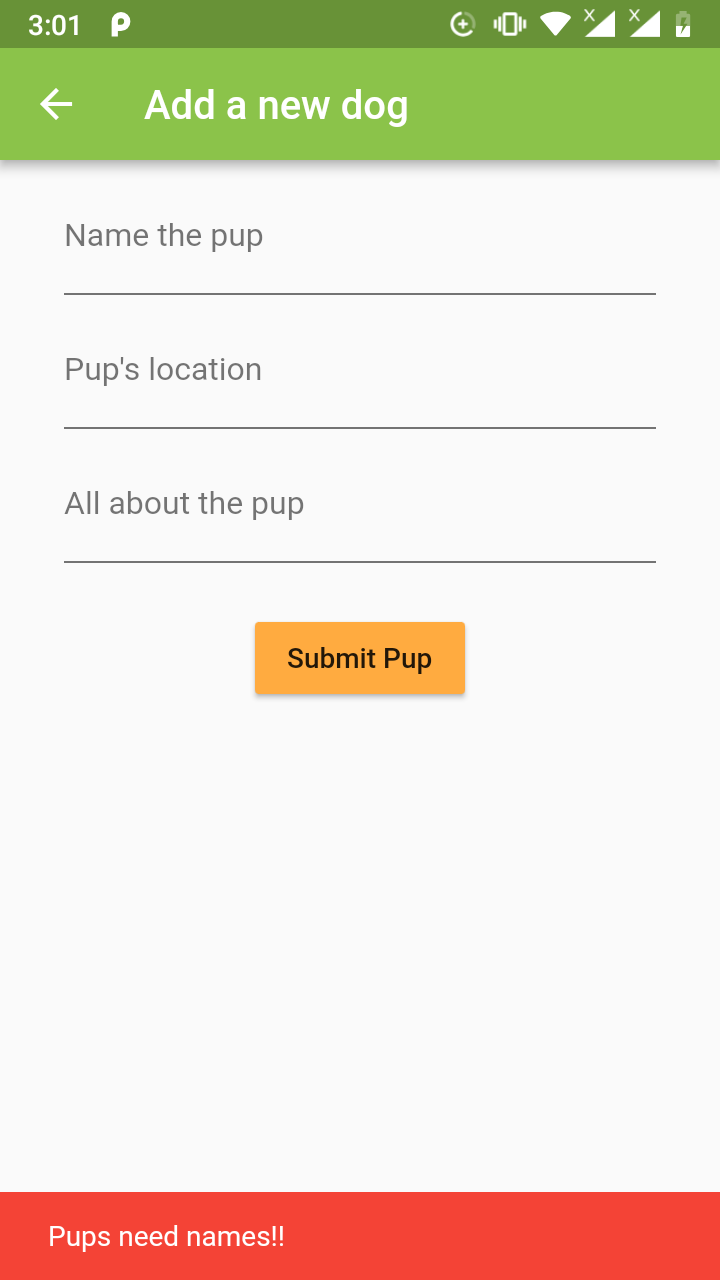 3:01
Add a new dog
Name the pup
Pup's location
All about the pup
Submit Pup
Pups need names!!